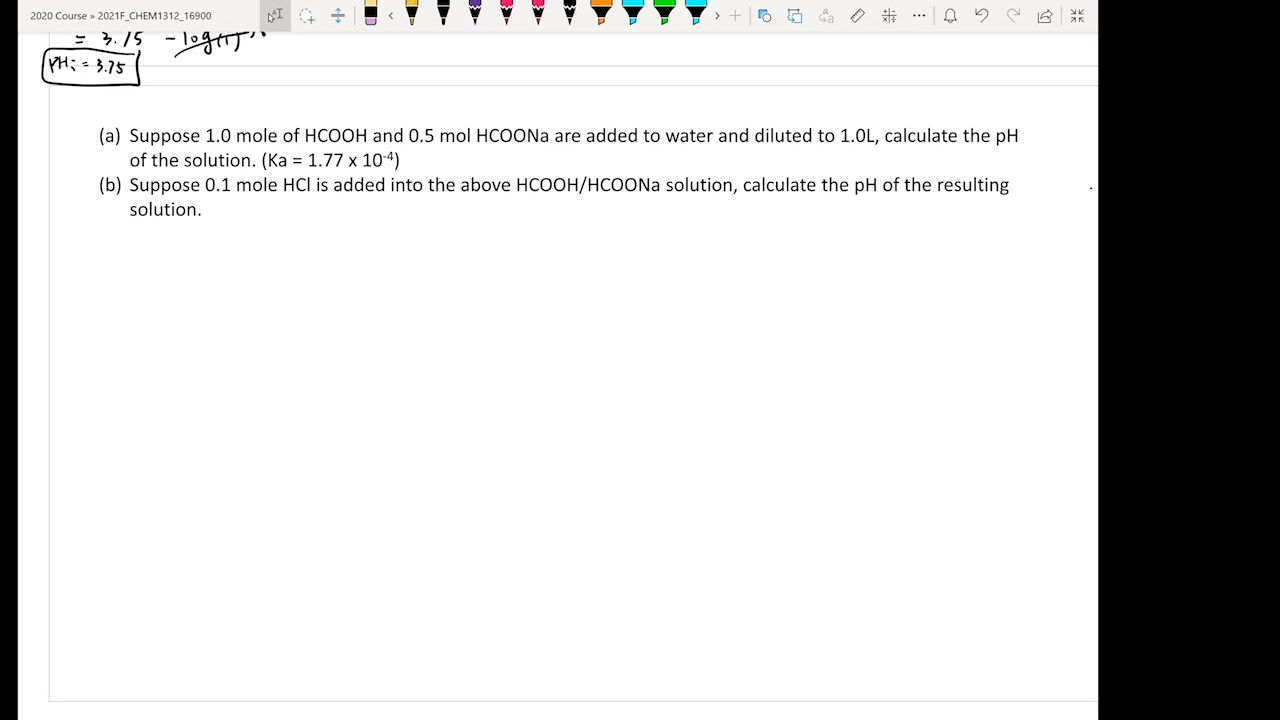 2020 Course » 2021F_CHEM1312_16900
= 3.75 - log(1)
pHi = 3.75
(a) Suppose 1.0 mole of HCOOH and 0.5 mol HCOONa are added to water and diluted to 1.0L, calculate the pH
of the solution. (Ka = 1.77 x 10⁻⁴)
(b) Suppose 0.1 mole HCl is added into the above HCOOH/HCOONa solution, calculate the pH of the resulting
solution.